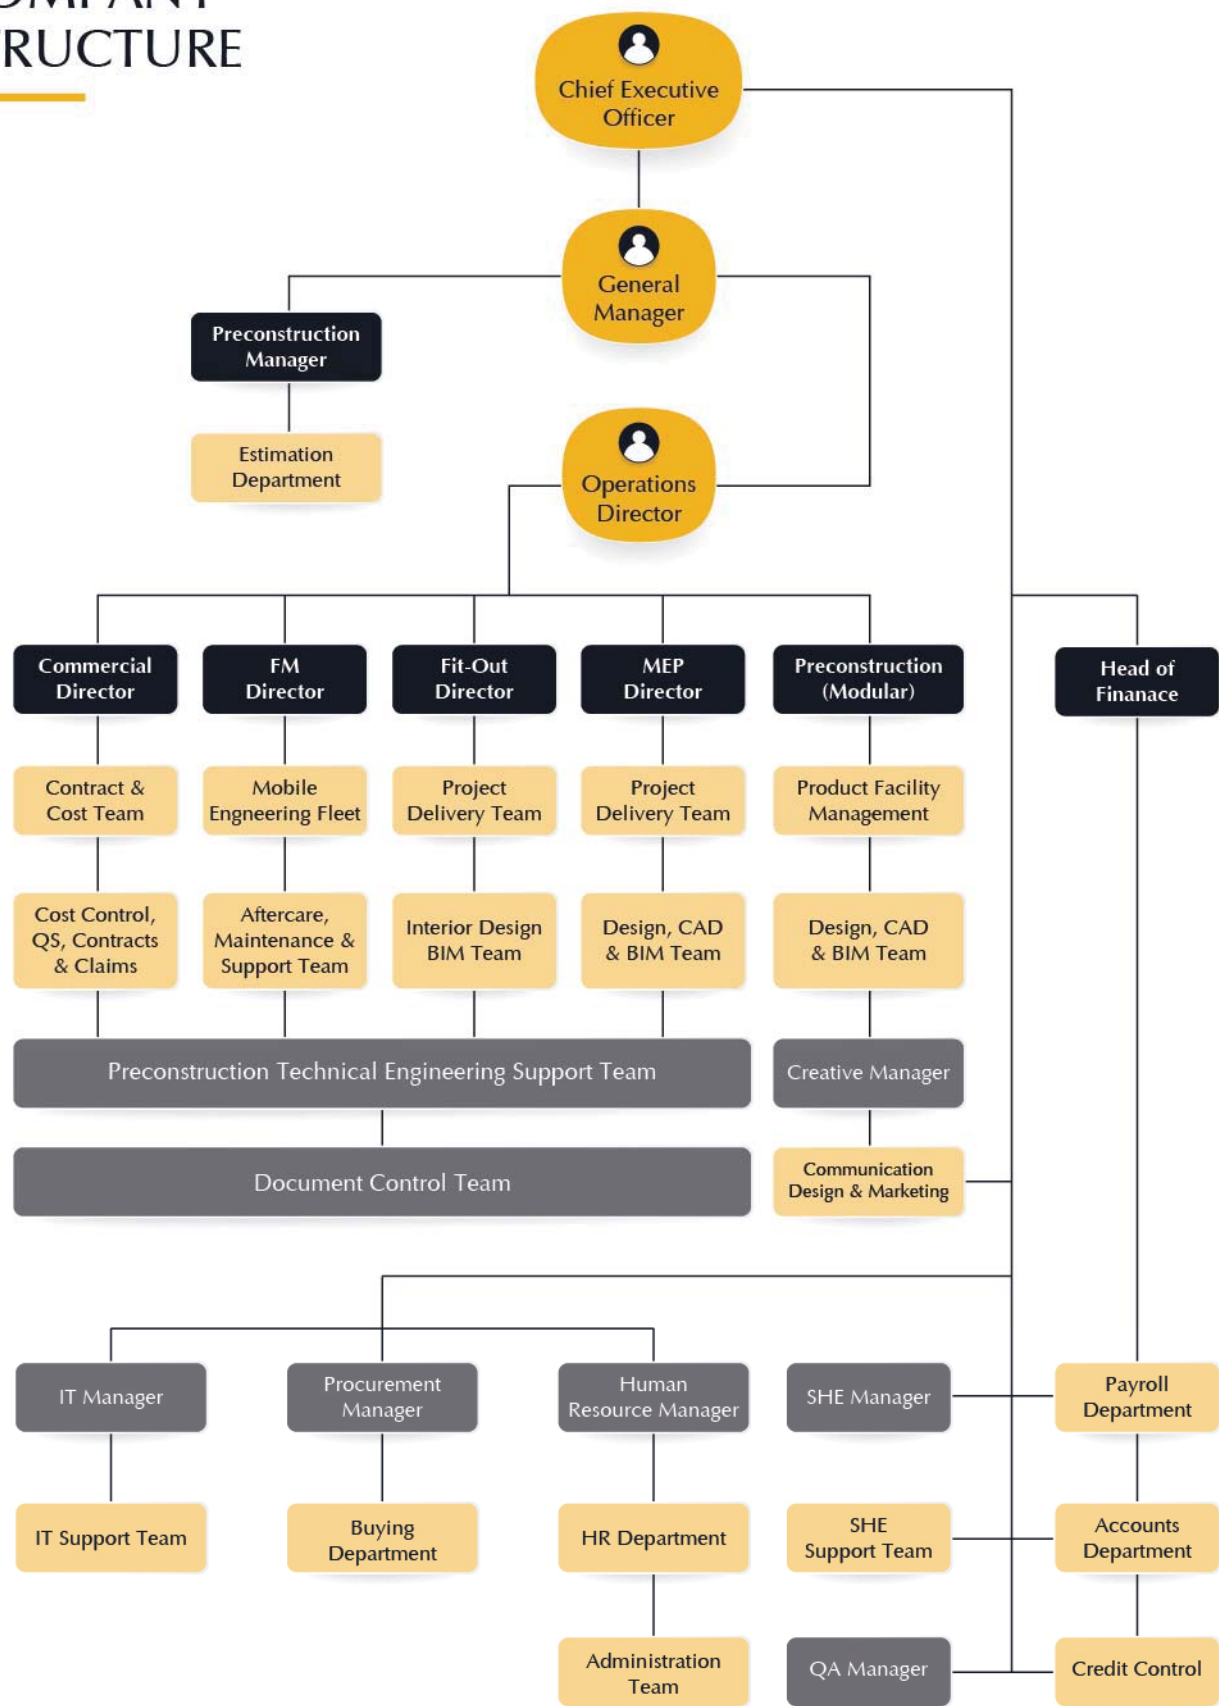 OMPANY
TRUCTURE
Chief Executive
Officer
General
Manager
Preconstruction
Manager
Estimation
Department
Operations
Director
Commercial
Director
FM
Director
Fit-Out
Director
MEP
Director
Preconstruction
(Modular)
Head of
Finanace
Contract &
Cost Team
Mobile
Engneering Fleet
Project
Delivery Team
Project
Delivery Team
Product Facility
Management
Cost Control,
QS, Contracts
& Claims
Aftercare,
Maintenance &
Support Team
Interior Design
BIM Team
Design, CAD
& BIM Team
Design, CAD
& BIM Team
Preconstruction Technical Engineering Support Team
Creative Manager
Document Control Team
Communication
Design & Marketing
IT Manager
Procurement
Manager
Human
Resource Manager
SHE Manager
Payroll
Department
IT Support Team
Buying
Department
HR Department
SHE
Support Team
Accounts
Department
Administration
Team
QA Manager
Credit Control